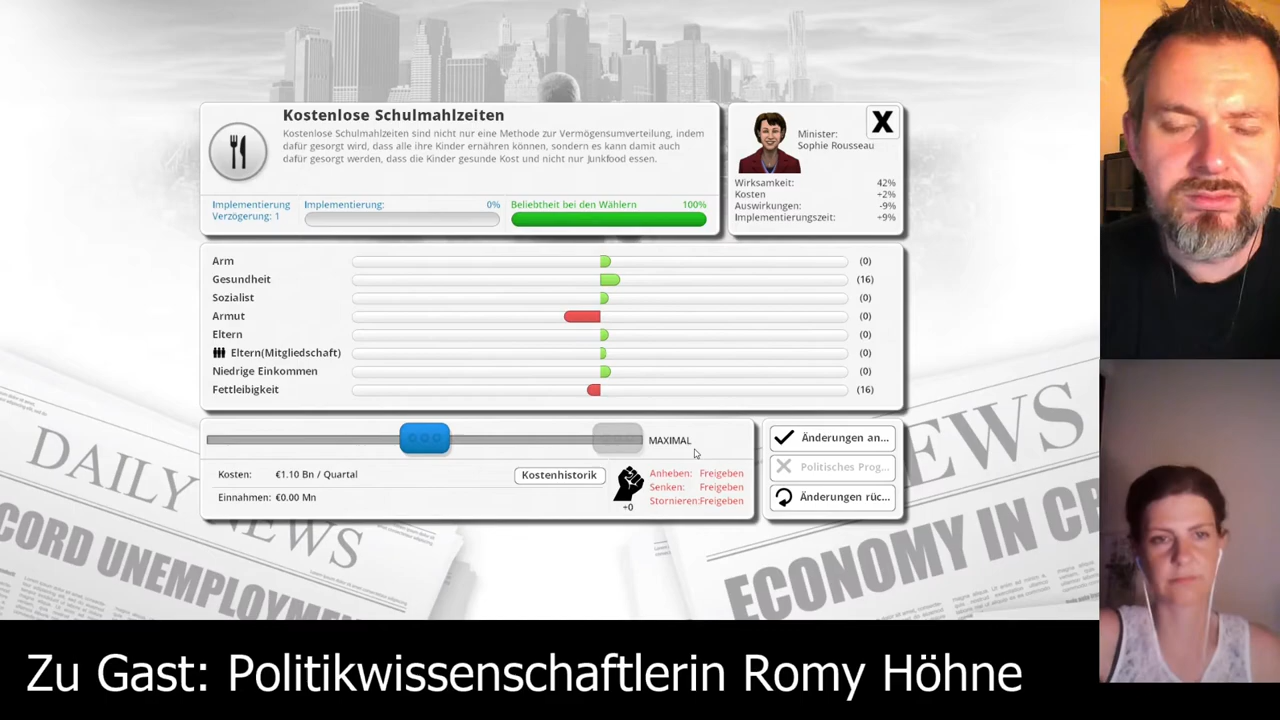 Kostenlose Schulmahlzeiten
Kostenlose Schulmahlzeiten sind nicht nur eine Methode zur Vermögensumverteilung, indem
dafür gesorgt wird, dass alle ihre Kinder ernähren können, sondern es kann damit auch
dafür gesorgt werden, dass die Kinder gesunde Kost und nicht nur Junkfood essen.
Implementierung
Verzögerung: 1
Implementierung: 0%
Beliebtheit bei den Wählern 100%
Minister:
Sophie Rousseau
X
Wirksamkeit: 42%
Kosten +2%
Auswirkungen: -9%
Implementierungszeit: +9%
Arm (0)
Gesundheit (16)
Sozialist (0)
Armut (0)
Eltern (0)
Eltern(Mitgliedschaft) (0)
Niedrige Einkommen (0)
Fettleibigkeit (16)
MAXIMAL
Kosten: €1.10 Bn / Quartal
Einnahmen: €0.00 Mn
Kostenhistorik
+0
Anheben: Freigeben
Senken: Freigeben
Stornieren:Freigeben
Änderungen an...
Politisches Prog...
Änderungen rüc...
DAILY NEWS
CORD UNEMPLOYM
NEWS
ECONOMY IN CR
Zu Gast: Politikwissenschaftlerin Romy Höhne